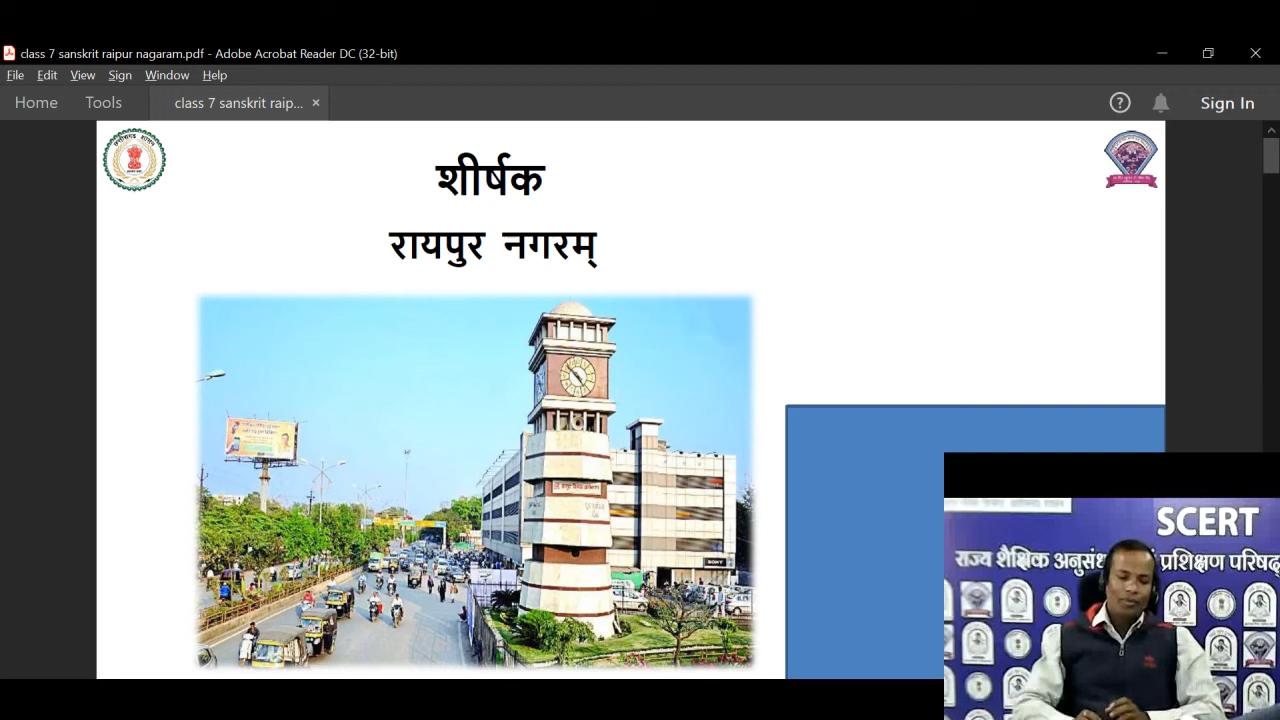 class 7 sanskrit raipur nagaram.pdf - Adobe Acrobat Reader DC (32-bit)
File Edit View Sign Window Help
Home Tools class 7 sanskrit raip... × Sign In
शीर्षक
रायपुर नगरम्
SONY
SCERT
राज्य शैक्षिक अनुसंध प्रशिक्षण परिषद